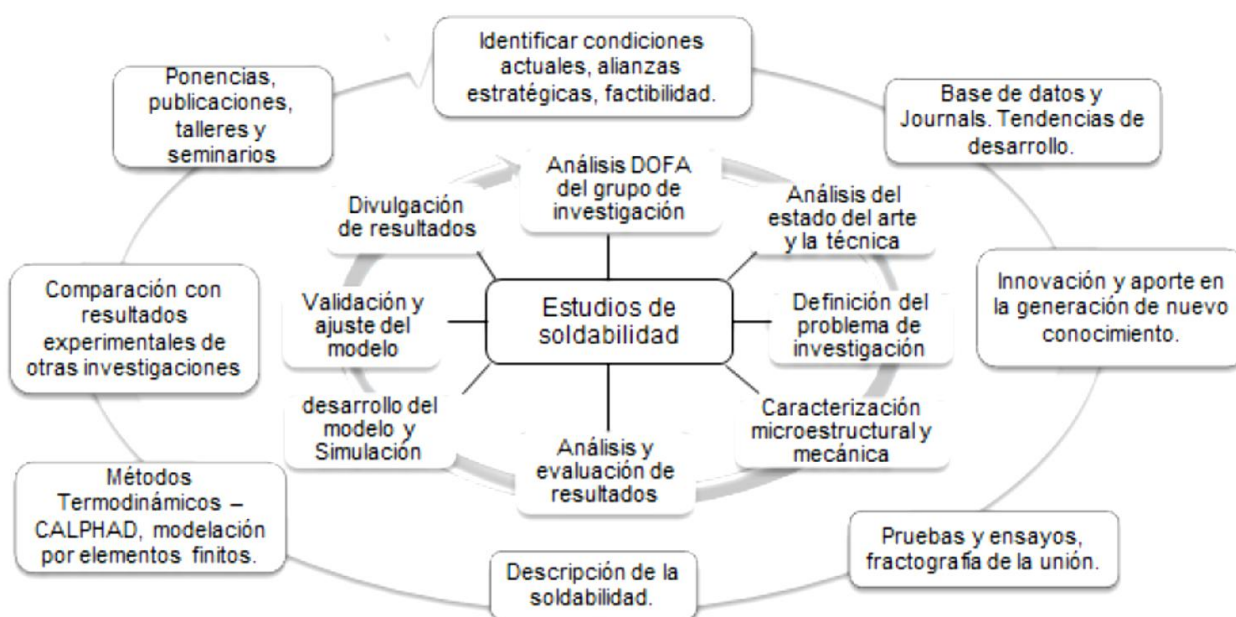 Identificar condiciones
actuales, alianzas
estratégicas, factibilidad.
Ponencias,
publicaciones,
talleres y
seminarios
Base de datos y
Journals. Tendencias de
desarrollo.
Análisis DOFA
del grupo de
investigación
Divulgación
de resultados
Análisis del
estado del arte
y la técnica
Comparación con
resultados
experimentales de
otras investigaciones
Validación y
ajuste del
modelo
Estudios de
soldabilidad
Definición del
problema de
investigación
Innovación y aporte en
la generación de nuevo
conocimiento.
desarrollo del
modelo y
Simulación
Análisis y
evaluación de
resultados
Caracterización
microestructural y
mecánica
Métodos
Termodinámicos –
CALPHAD, modelación
por elementos finitos.
Descripción de la
soldabilidad.
Pruebas y ensayos,
fractografía de la unión.